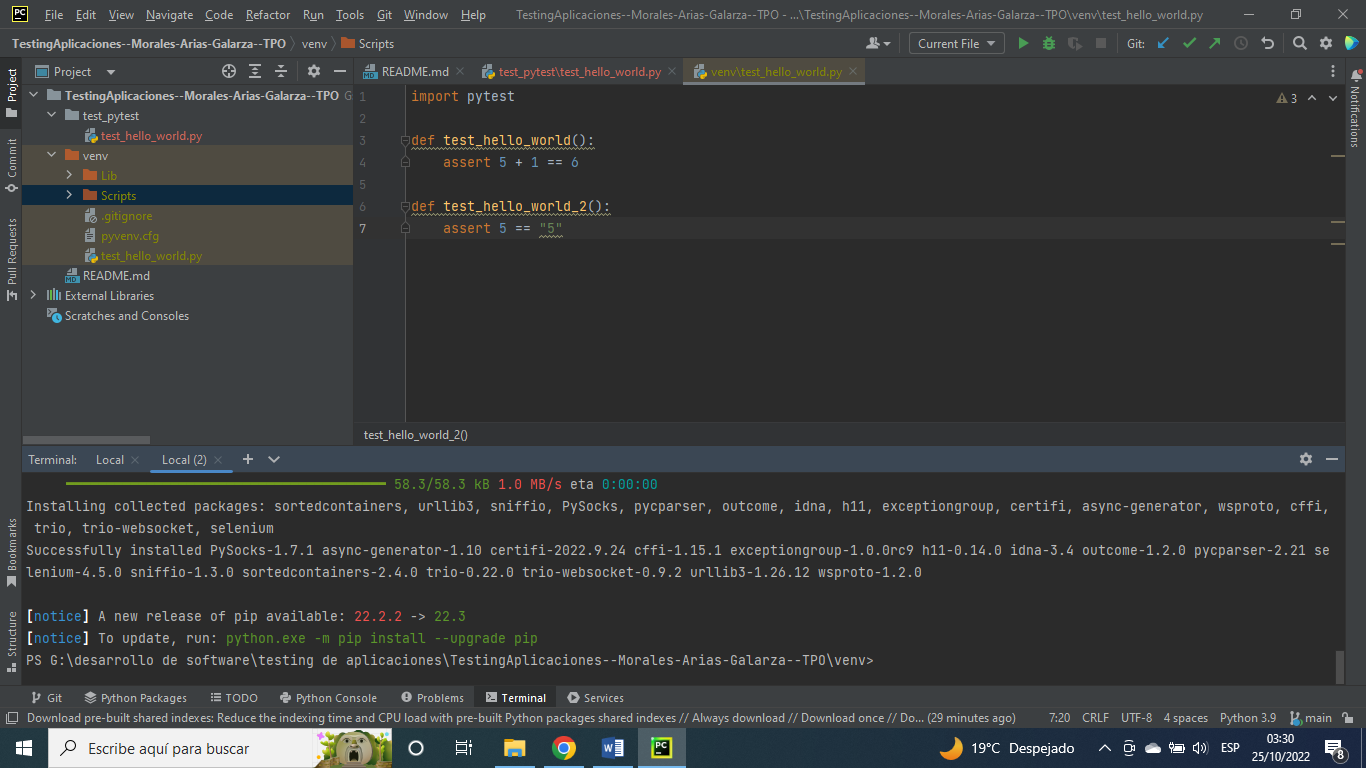 PC File Edit View Navigate Code Refactor Run Tools Git Window Help TestingAplicaciones--Morales-Arias-Galarza--TPO - ...\TestingAplicaciones--Morales-Arias-Galarza--TPO\venv\test_hello_world.py
TestingAplicaciones--Morales-Arias-Galarza--TPO venv Scripts Current File Git:
Project README.md test_pytest\test_hello_world.py venv\test_hello_world.py
Project
Commit
Pull Requests
Bookmarks
Structure
Notifications
TestingAplicaciones--Morales-Arias-Galarza--TPO G
test_pytest
test_hello_world.py
venv
Lib
Scripts
.gitignore
pyvenv.cfg
test_hello_world.py
README.md
External Libraries
Scratches and Consoles
1 import pytest 3
2
3 def test_hello_world():
4 assert 5 + 1 == 6
5
6 def test_hello_world_2():
7 assert 5 == "5"
test_hello_world_2()
Terminal: Local Local (2)
58.3/58.3 kB 1.0 MB/s eta 0:00:00
Installing collected packages: sortedcontainers, urllib3, sniffio, PySocks, pycparser, outcome, idna, h11, exceptiongroup, certifi, async-generator, wsproto, cffi,
trio, trio-websocket, selenium
Successfully installed PySocks-1.7.1 async-generator-1.10 certifi-2022.9.24 cffi-1.15.1 exceptiongroup-1.0.0rc9 h11-0.14.0 idna-3.4 outcome-1.2.0 pycparser-2.21 se
lenium-4.5.0 sniffio-1.3.0 sortedcontainers-2.4.0 trio-0.22.0 trio-websocket-0.9.2 urllib3-1.26.12 wsproto-1.2.0
[notice] A new release of pip available: 22.2.2 -> 22.3
[notice] To update, run: python.exe -m pip install --upgrade pip
PS G:\desarrollo de software\testing de aplicaciones\TestingAplicaciones--Morales-Arias-Galarza--TPO\venv>
Git Python Packages TODO Python Console Problems Terminal Services
Download pre-built shared indexes: Reduce the indexing time and CPU load with pre-built Python packages shared indexes // Always download // Download once // Do... (29 minutes ago) 7:20 CRLF UTF-8 4 spaces Python 3.9 main
Escribe aquí para buscar 19°C Despejado ESP 03:30
25/10/2022 8